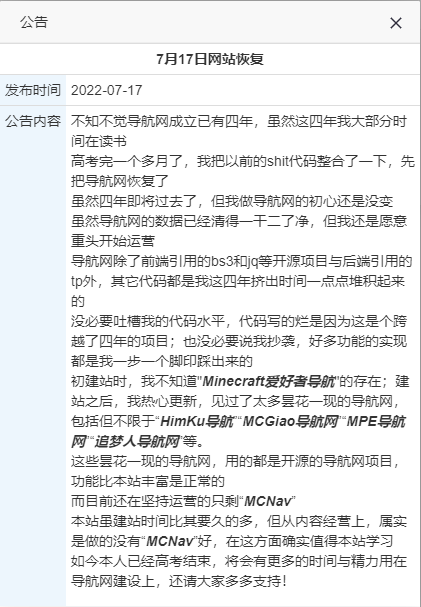 公告
7月17日网站恢复
发布时间 2022-07-17
公告内容 不知不觉导航网成立已有四年，虽然这四年我大部分时
间在读书
高考完一个多月了，我把以前的shit代码整合了一下，先
把导航网恢复了
虽然四年即将过去了，但我做导航网的初心还是没变
虽然导航网的数据已经清得一干二了净，但我还是愿意
重头开始运营
导航网除了前端引用的bs3和jq等开源项目与后端引用的
tp外，其它代码都是我这四年挤出时间一点点堆积起来
的
没必要吐槽我的代码水平，代码写的烂是因为这是个跨
越了四年的项目；也没必要说我抄袭，好多功能的实现
都是我一步一个脚印踩出来的
初建站时，我不知道"Minecraft爱好者导航"的存在；建
站之后，我热心更新，见过了太多昙花一现的导航网，
包括但不限于“HimKu导航”“MCGiao导航网”“MPE导航
网”“追梦人导航网”等。
这些昙花一现的导航网，用的都是开源的导航网项目，
功能比本站丰富是正常的
而目前还在坚持运营的只剩“MCNav”
本站虽建站时间比其要久的多，但从内容经营上，属实
是做的没有“MCNav”好，在这方面确实值得本站学习
如今本人已经高考结束，将会有更多的时间与精力用在
导航网建设上，还请大家多多支持！